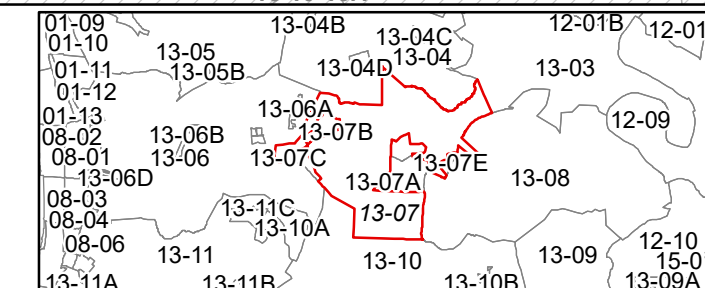 01-09 13-04B 12-01B 12-01
01-10 13-05 13-04C
13-04
01-11 13-05B 13-04D 13-03
01-12
01-13 13-06A 12-09
08-02 13-06B 13-07B
08-01 13-06 13-07C 13-07E
13-06D 13-07A 13-08
08-03 13-11C 13-07
08-04 13-10A
08-06 13-11 13-10 13-09 12-10
15-0
13-11A 13-11B 13-10B 13-09A